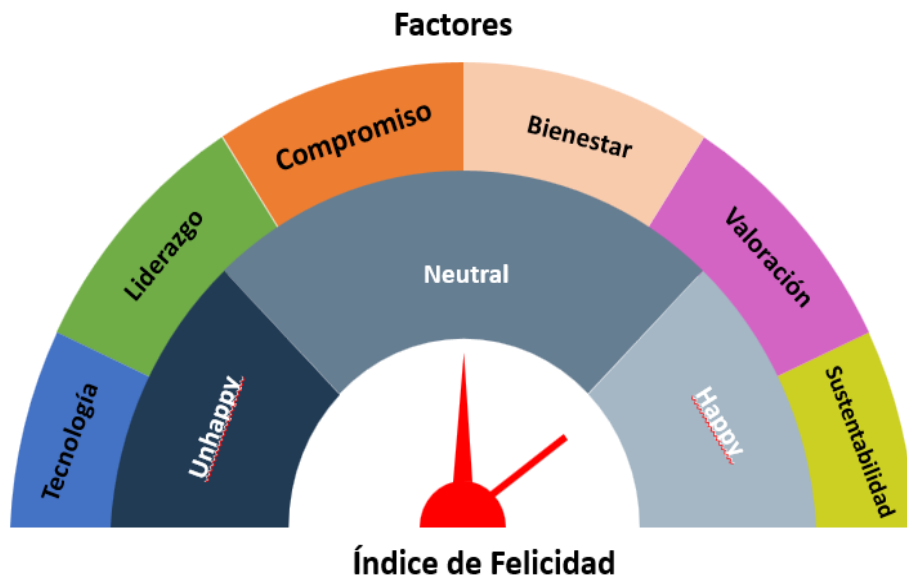 Factores
Compromiso
Bienestar
Liderazgo
Valoración
Neutral
Tecnología
Unhappy
Happy
Sustentabilidad
Índice de Felicidad